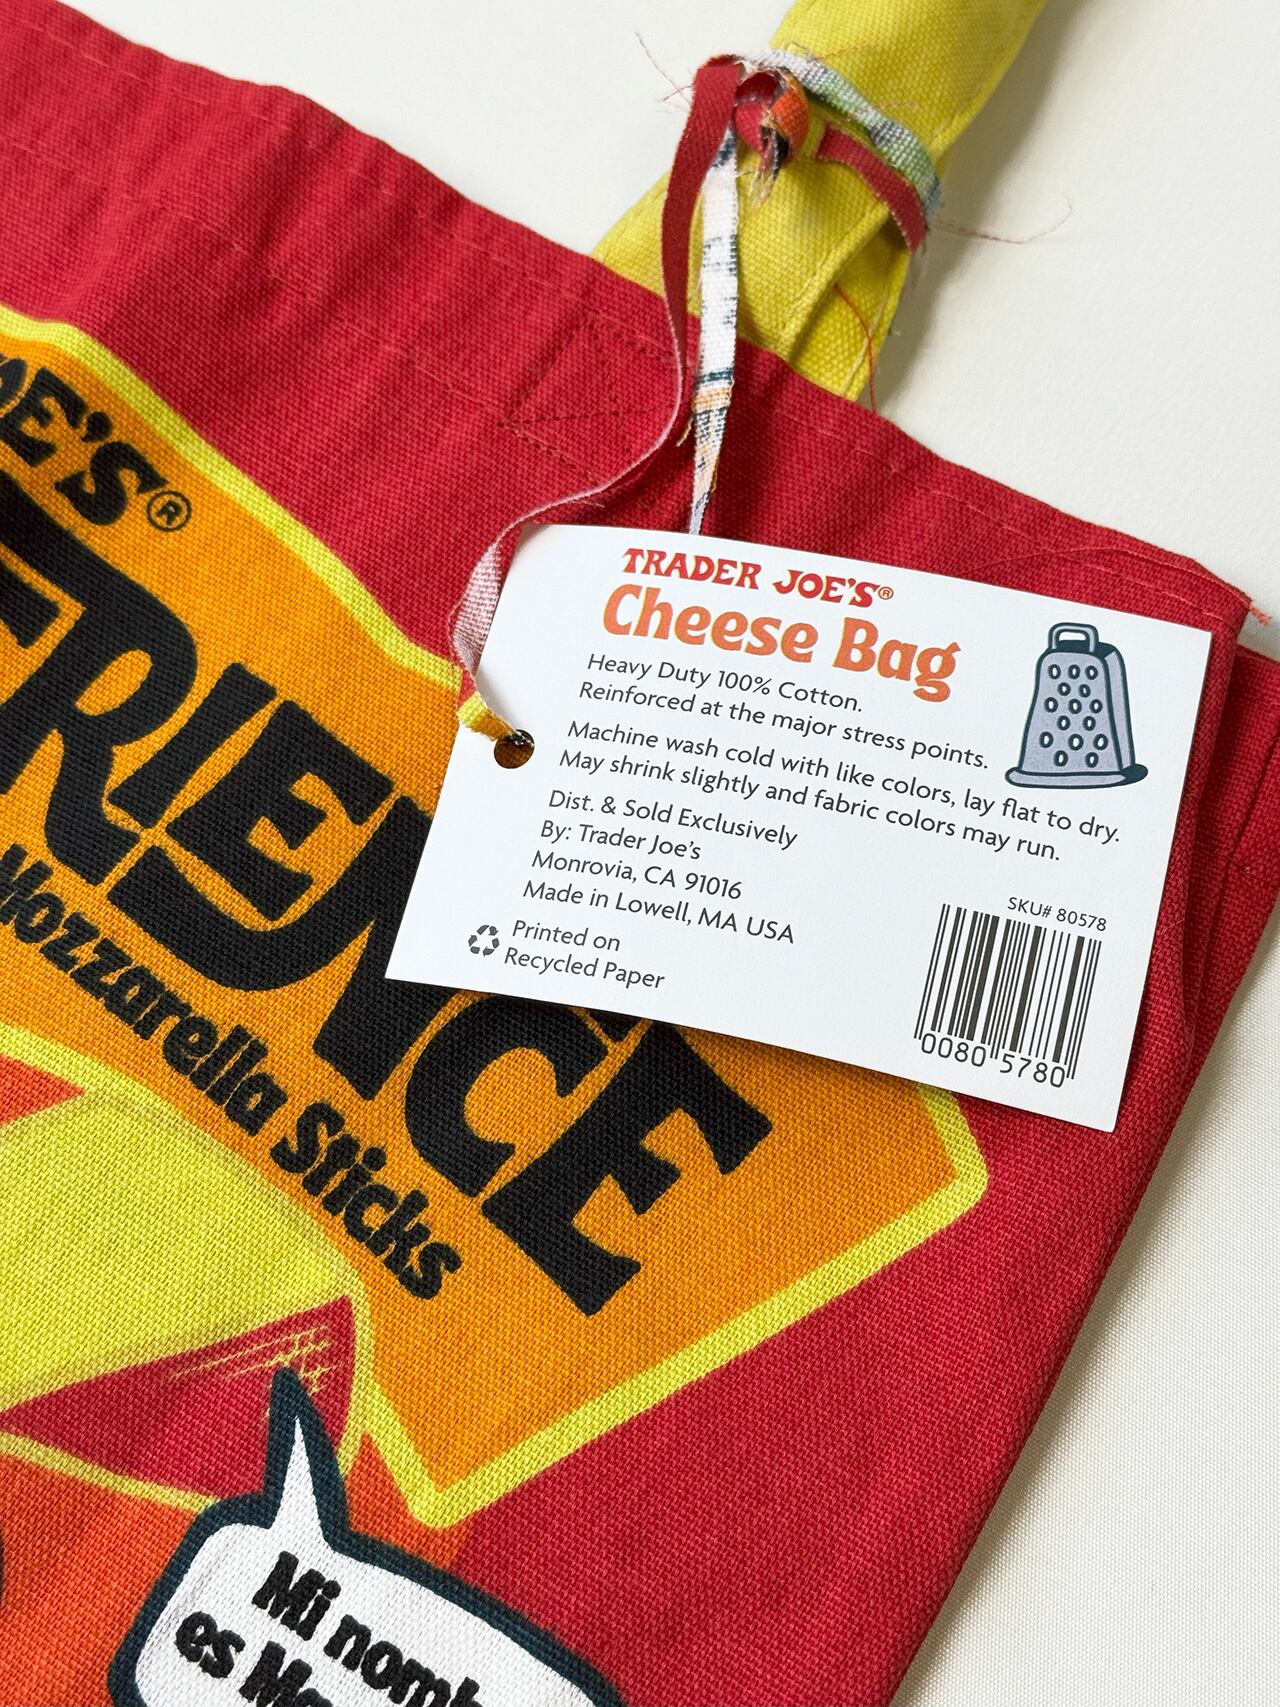 TRADER JOE'S®
Cheese Bag
Heavy Duty 100% Cotton.
Reinforced at the major stress points.
Machine wash cold with like colors, lay flat to dry.
May shrink slightly and fabric colors may run.
Dist. & Sold Exclusively
By: Trader Joe's
Monrovia, CA 91016
Made in Lowell, MA USA
Printed on
Recycled Paper
SKU# 80578
0080 5780
OE'S®
FRIENCE
Mozzarella Sticks
Mi
es